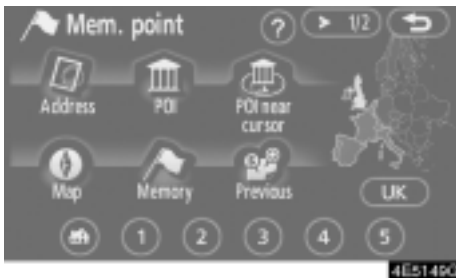 Mem. point ? 1/2
Address POI POI near cursor
Map Memory Previous UK
1 2 3 4 5
4E5149G